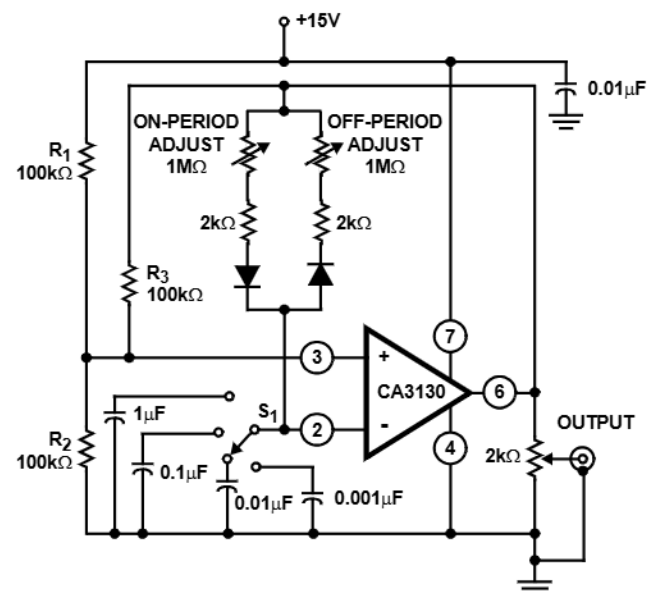 +15V
0.01μF
ON-PERIOD
ADJUST
1MΩ
OFF-PERIOD
ADJUST
1MΩ
R1
100kΩ
2kΩ
2kΩ
R3
100kΩ
7
3
+
CA3130
6
1μF
S1
2
-
OUTPUT
R2
100kΩ
4
2kΩ
0.1μF
0.01μF
0.001μF